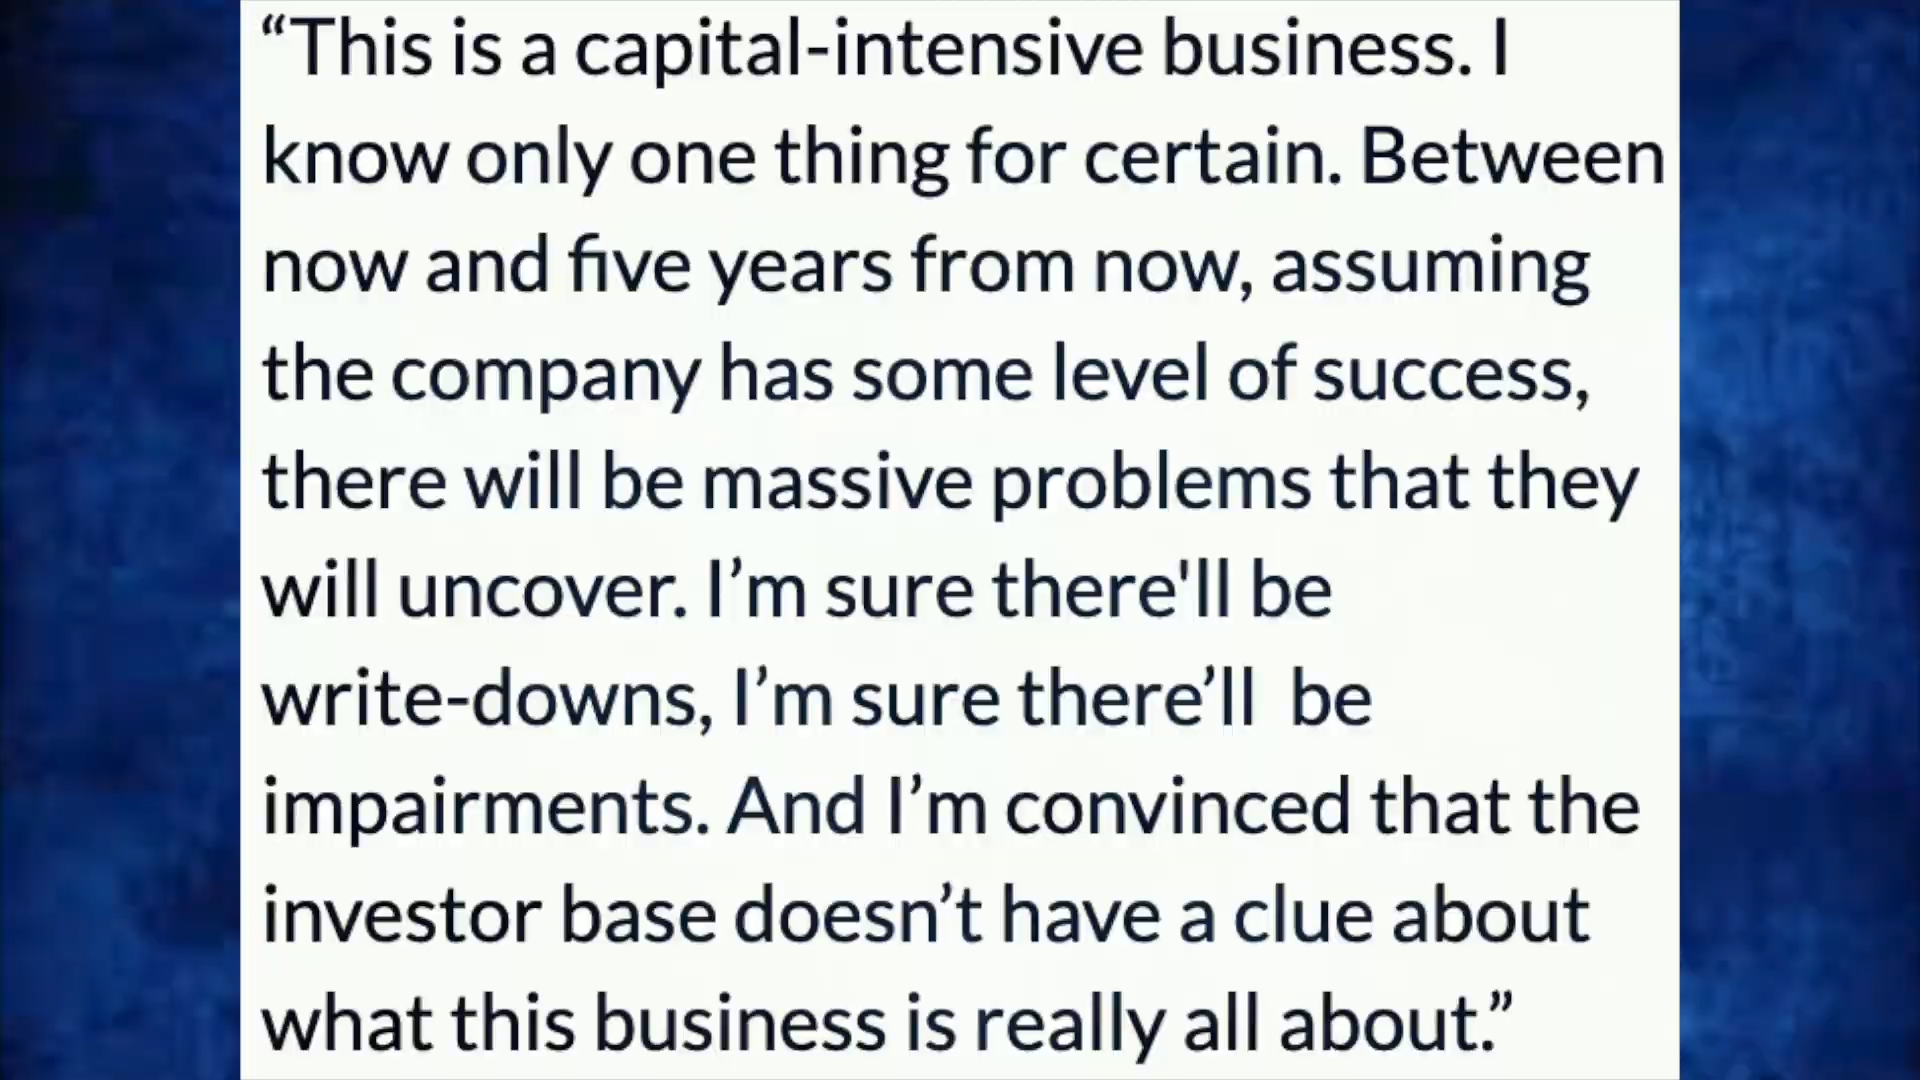 “This is a capital-intensive business. I
know only one thing for certain. Between
now and five years from now, assuming
the company has some level of success,
there will be massive problems that they
will uncover. I’m sure there'll be
write-downs, I’m sure there’ll  be
impairments. And I’m convinced that the
investor base doesn’t have a clue about
what this business is really all about.”